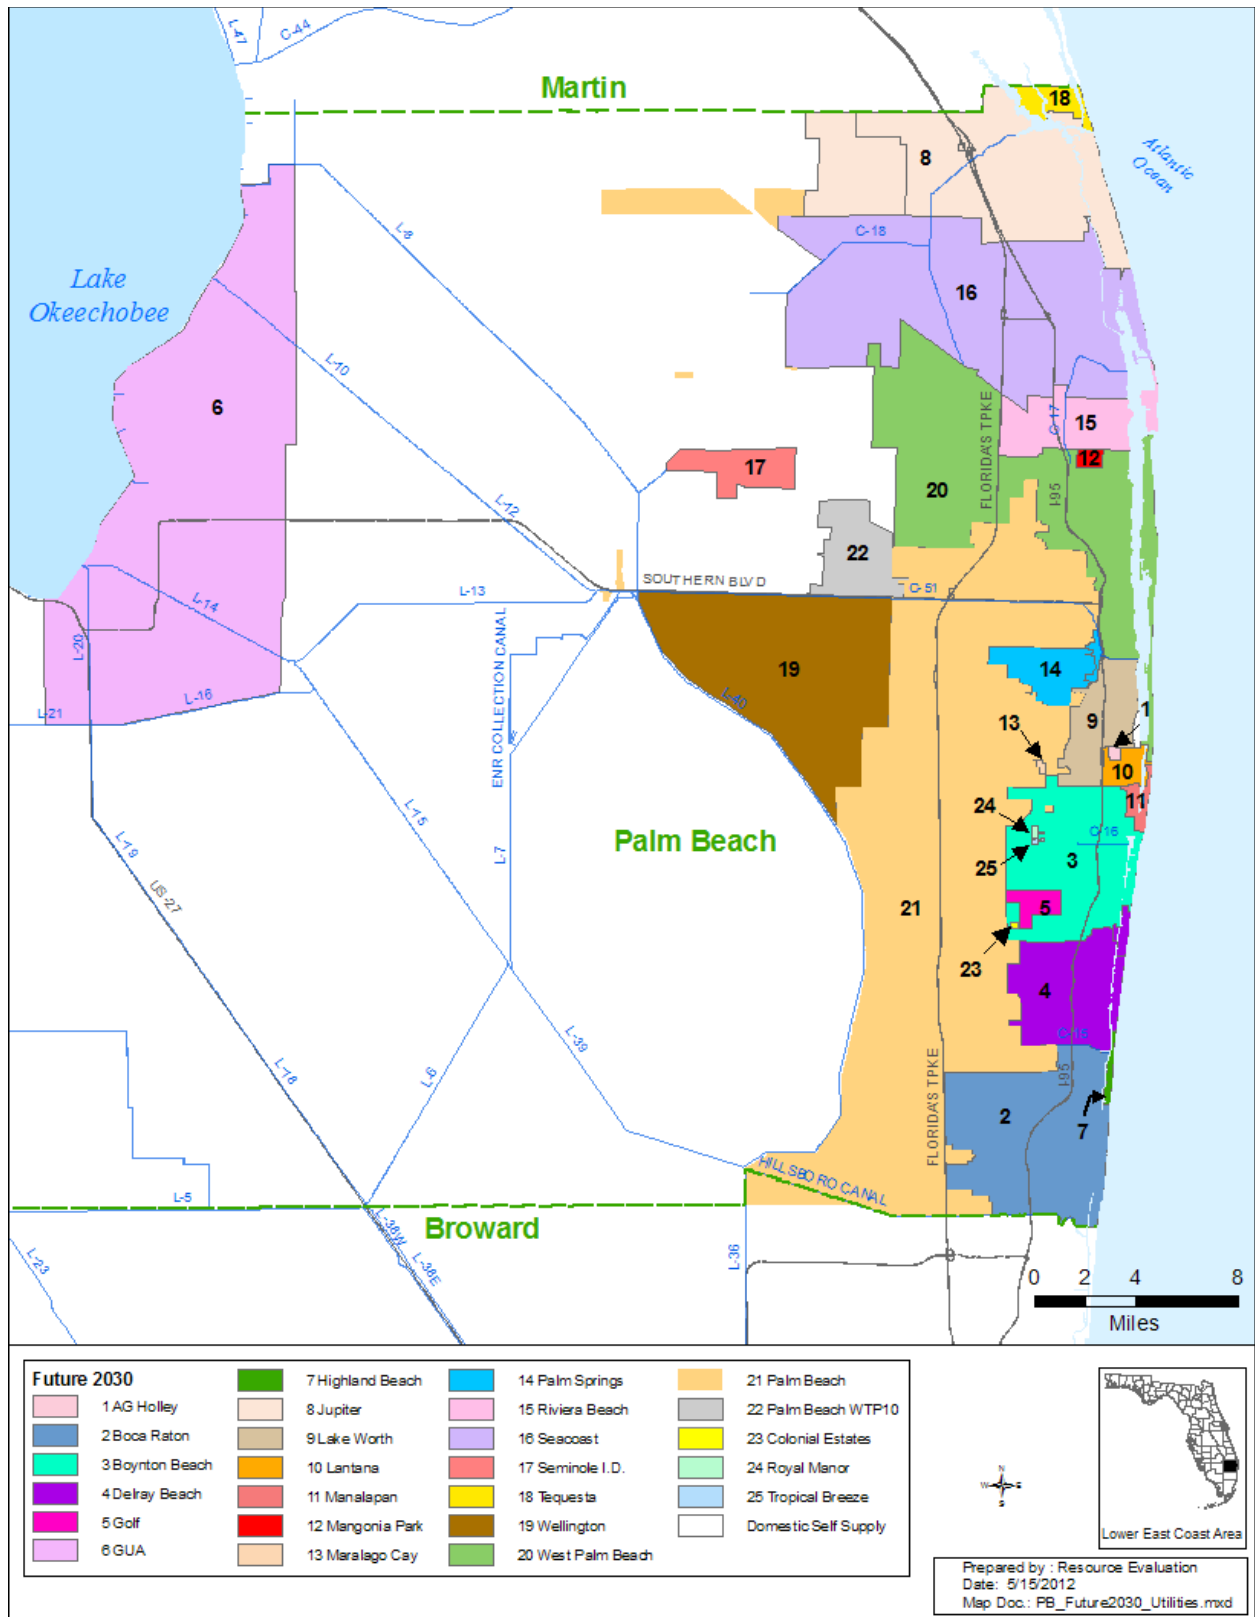 L-47
C-44
Martin
18
Atlantic
Ocean
8
L-8
C-18
Lake
Okeechobee
16
L-10
6
FLORIDA'S TPKE
C-17
15
17
12
20
I-95
L-12
22
SOUTHERN BLVD
C-51
L-13
L-14
ENR COLLECTION CANAL
L-20
19
14
L-16
L-40
L-21
13
9
1
10
24
11
L-15
C-16
Palm Beach
L-19
L-7
25
3
US-27
21
5
23
4
L-39
C-15
L-18
L-6
FLORIDA'S TPKE
I-95
2
7
HILLSBORO CANAL
L-5
Broward
L-38W
L-36
L-23
L-38E
0 2 4 8
Miles
Future 2030
1 AG Holley
2 Boca Raton
3 Boynton Beach
4 Delray Beach
5 Golf
6 GUA
7 Highland Beach
8 Jupiter
9 Lake Worth
10 Lantana
11 Manalapan
12 Mangonia Park
13 Maralago Cay
14 Palm Springs
15 Riviera Beach
16 Seacoast
17 Seminole I.D.
18 Tequesta
19 Wellington
20 West Palm Beach
21 Palm Beach
22 Palm Beach WTP10
23 Colonial Estates
24 Royal Manor
25 Tropical Breeze
Domestic Self Supply
N
W E
S
Lower East Coast Area
Prepared by : Resource Evaluation
Date: 5/15/2012
Map Doc.: PB_Future2030_Utilities.mxd